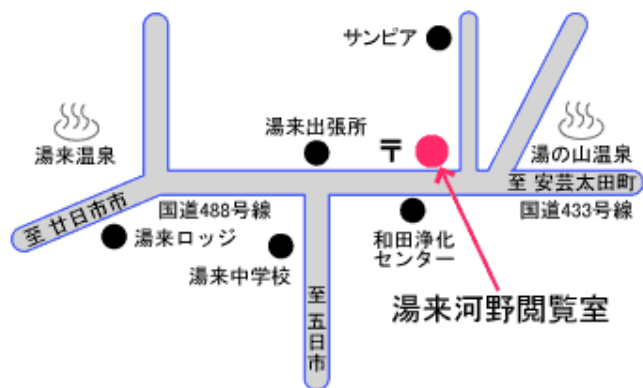 サンピア
湯来出張所
〒
湯来温泉
湯の山温泉
至 安芸太田町
国道488号線
国道433号線
至 廿日市市
湯来ロッジ
和田浄化
センター
湯来中学校
至 五日市
湯来河野閲覧室